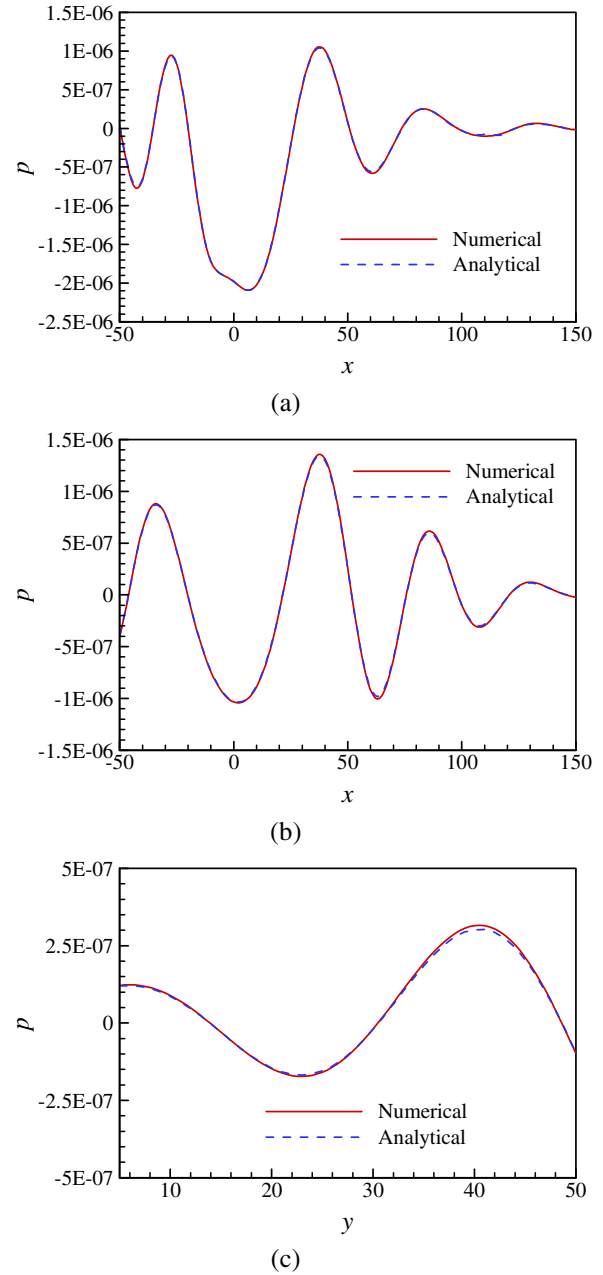 1.5E-06
1E-06
5E-07
0
-5E-07
-1E-06
-1.5E-06
-2E-06
-2.5E-06
p
Numerical
Analytical
-50 0 50 100 150
x
(a)
1.5E-06
1E-06
5E-07
0
-5E-07
-1E-06
-1.5E-06
p
Numerical
Analytical
-50 0 50 100 150
x
(b)
5E-07
2.5E-07
0
-2.5E-07
-5E-07
p
Numerical
Analytical
10 20 30 40 50
y
(c)